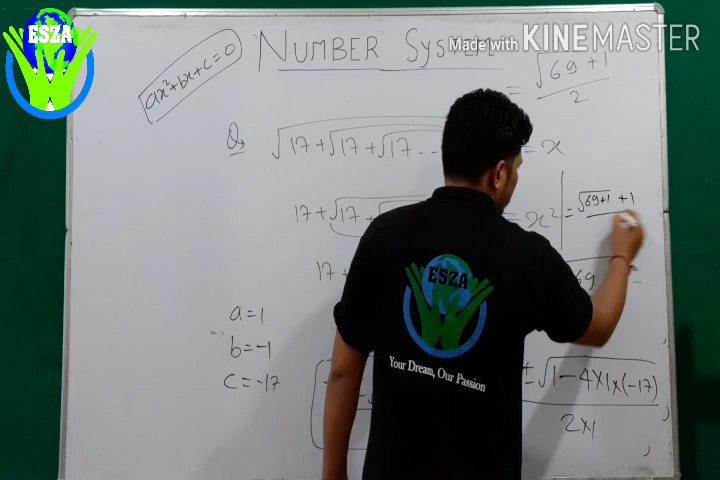 ESZA
ax²+bx+c=0
NUMBER SYSTEM
Made with KINEMASTER
= √69+1 / 2
Q. √17+√17+√17... = x
17+√17+√ = x²
= √69+1 +1
17+
69
a=1
b=-1
c=-17
± √1-4×1×(-17)
2×1
ESZA
Your Dream, Our Passion